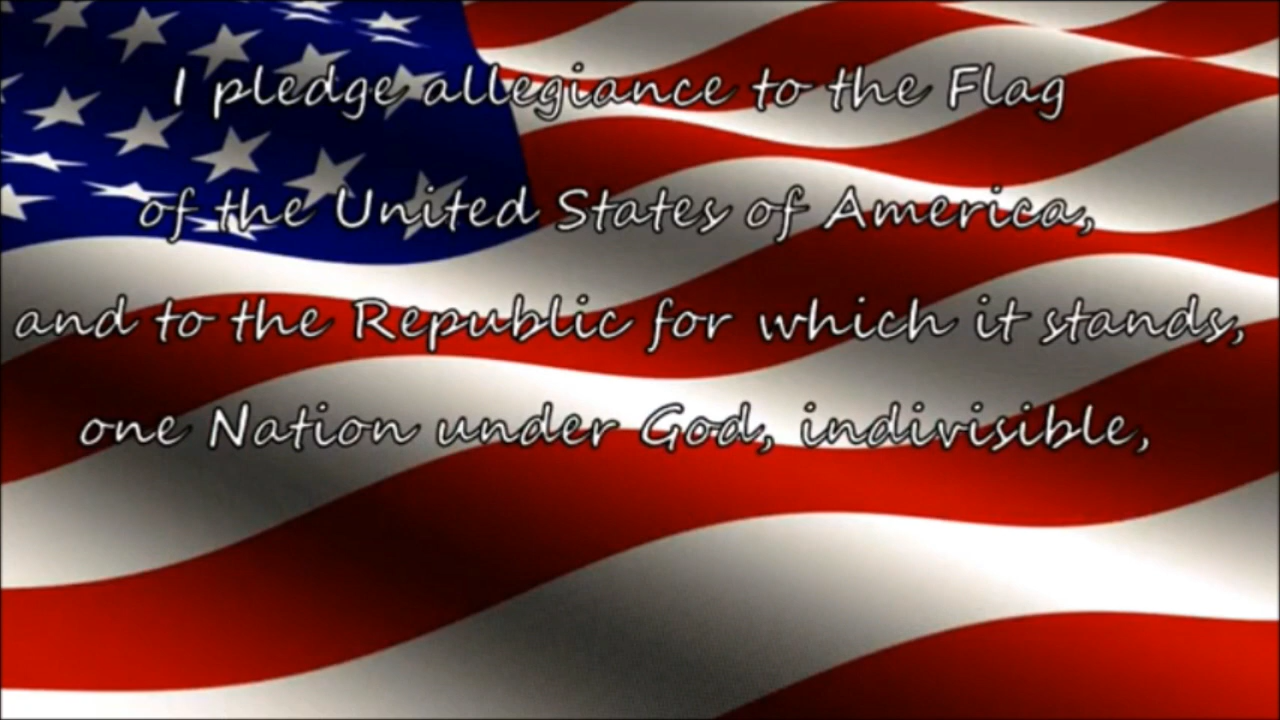 I pledge allegiance to the Flag
of the United States of America,
and to the Republic for which it stands,
one Nation under God, indivisible,